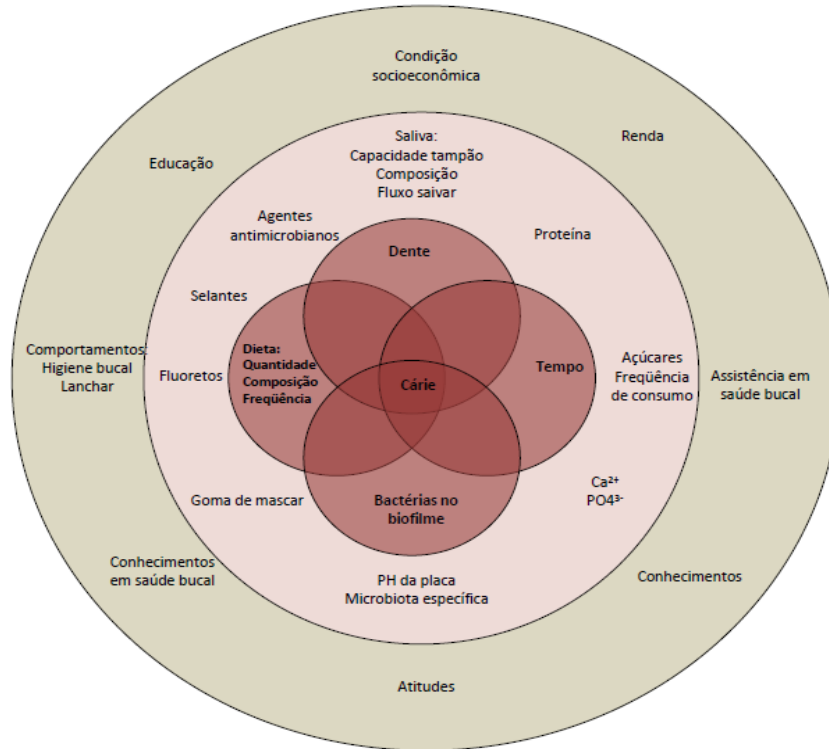 Condição
socioeconômica
Renda
Educação
Saliva:
Capacidade tampão
Composição
Fluxo saivar
Agentes
antimicrobianos
Proteína
Dente
Selantes
Comportamentos:
Higiene bucal
Lanchar
Fluoretos
Dieta:
Quantidade
Composição
Freqüência
Cárie
Tempo
Açúcares
Freqüência
de consumo
Assistência em
saúde bucal
Goma de mascar
Bactérias no
biofilme
Ca²⁺
PO4³⁻
Conhecimentos
em saúde bucal
PH da placa
Microbiota específica
Conhecimentos
Atitudes